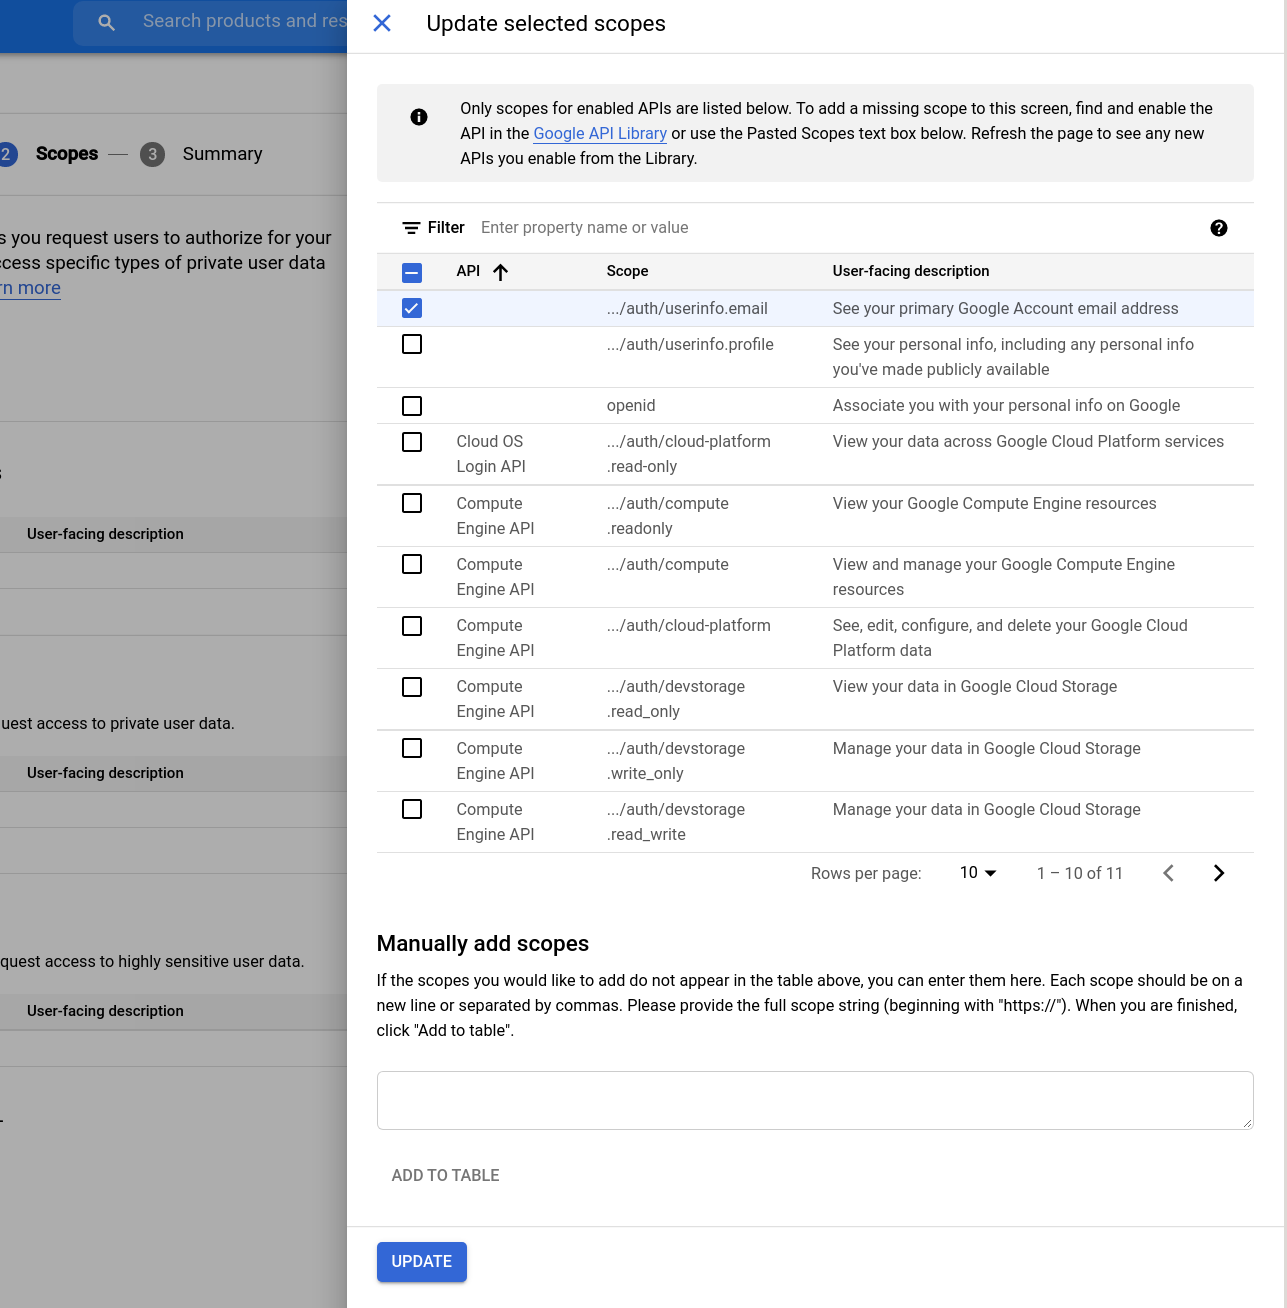 Search products and res
Update selected scopes
2 Scopes — 3 Summary
s you request users to authorize for your
ccess specific types of private user data
rn more
User-facing description
uest access to private user data.
User-facing description
quest access to highly sensitive user data.
User-facing description
Only scopes for enabled APIs are listed below. To add a missing scope to this screen, find and enable the
API in the Google API Library or use the Pasted Scopes text box below. Refresh the page to see any new
APIs you enable from the Library.
Filter Enter property name or value
API Scope User-facing description
.../auth/userinfo.email See your primary Google Account email address
.../auth/userinfo.profile See your personal info, including any personal info
you've made publicly available
openid Associate you with your personal info on Google
Cloud OS .../auth/cloud-platform View your data across Google Cloud Platform services
Login API .read-only
Compute .../auth/compute View your Google Compute Engine resources
Engine API .readonly
Compute .../auth/compute View and manage your Google Compute Engine
Engine API resources
Compute .../auth/cloud-platform See, edit, configure, and delete your Google Cloud
Engine API Platform data
Compute .../auth/devstorage View your data in Google Cloud Storage
Engine API .read_only
Compute .../auth/devstorage Manage your data in Google Cloud Storage
Engine API .write_only
Compute .../auth/devstorage Manage your data in Google Cloud Storage
Engine API .read_write
Rows per page: 10 1 – 10 of 11
Manually add scopes
If the scopes you would like to add do not appear in the table above, you can enter them here. Each scope should be on a
new line or separated by commas. Please provide the full scope string (beginning with "https://"). When you are finished,
click "Add to table".
ADD TO TABLE
UPDATE